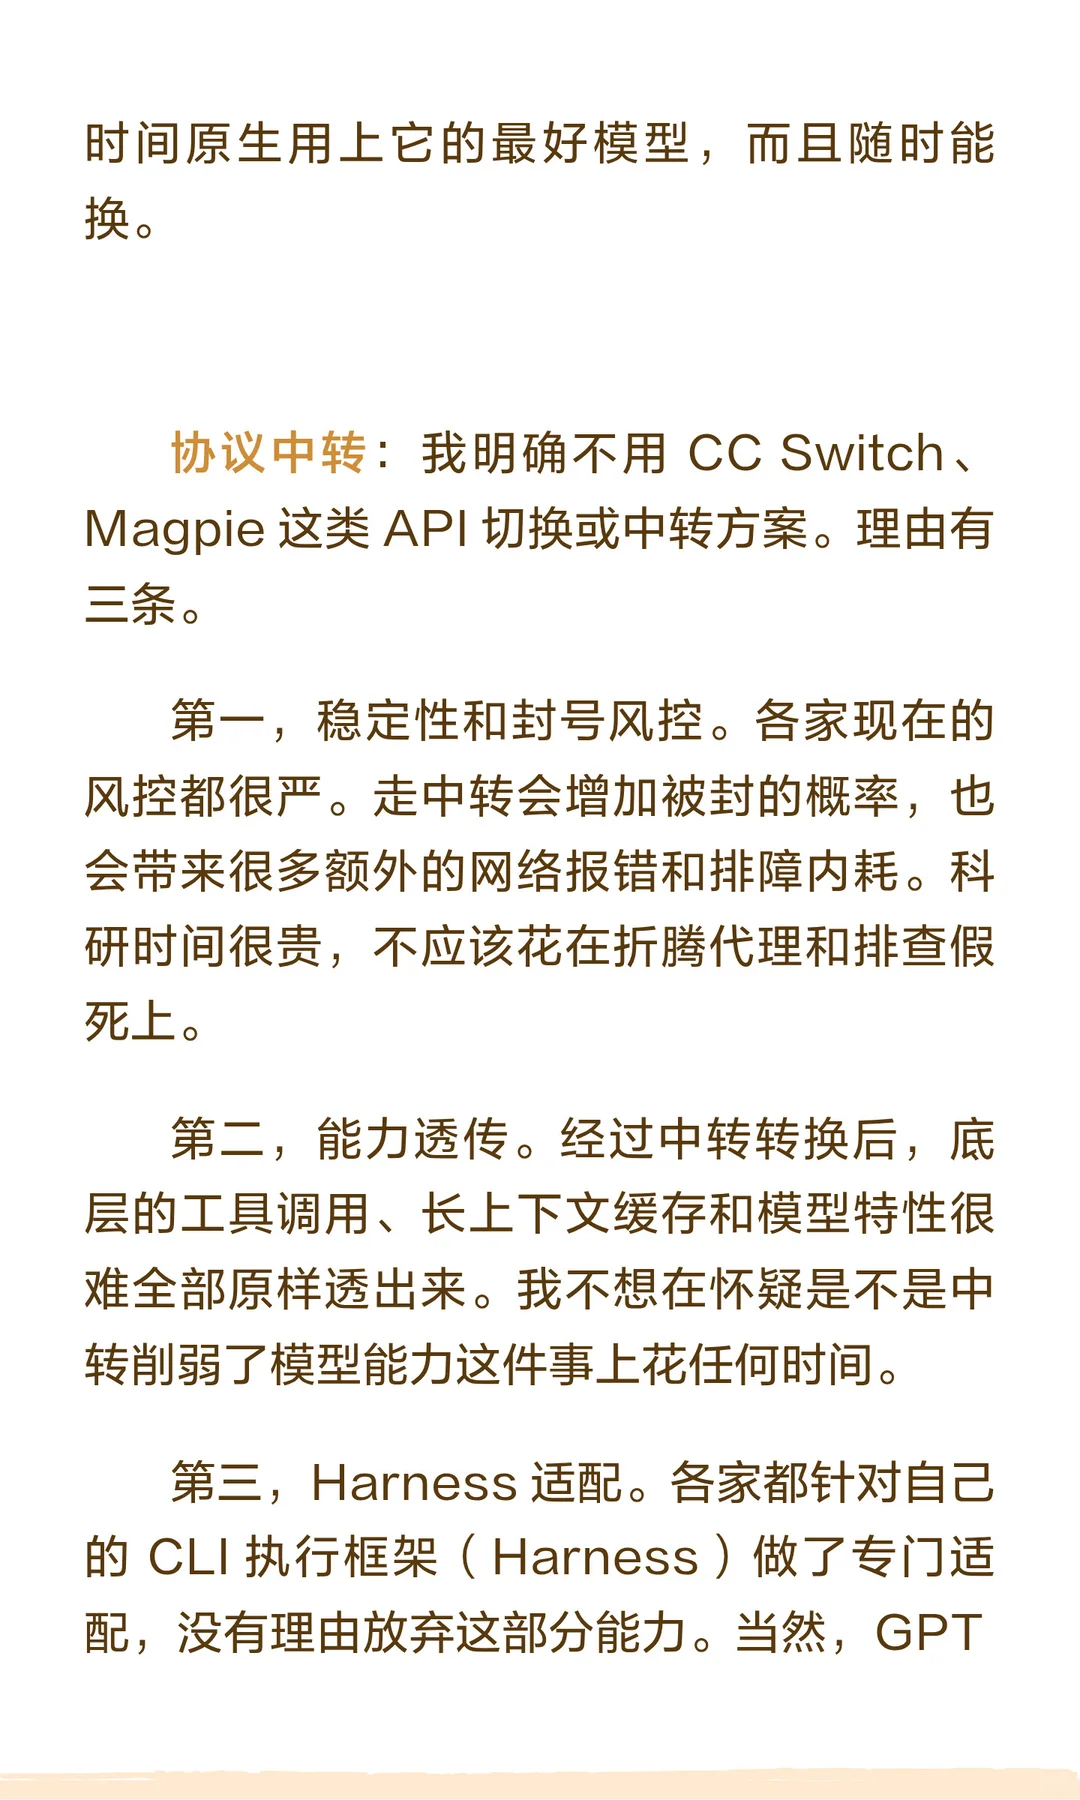 时间原生用上它的最好模型，而且随时能
换。
协议中转：我明确不用 CC Switch、
Magpie 这类 API 切换或中转方案。理由有
三条。
第一，稳定性和封号风控。各家现在的
风控都很严。走中转会增加被封的概率，也
会带来很多额外的网络报错和排障内耗。科
研时间很贵，不应该花在折腾代理和排查假
死上。
第二，能力透传。经过中转转换后，底
层的工具调用、长上下文缓存和模型特性很
难全部原样透出来。我不想在怀疑是不是中
转削弱了模型能力这件事上花任何时间。
第三，Harness 适配。各家都针对自己
的 CLI 执行框架（Harness）做了专门适
配，没有理由放弃这部分能力。当然，GPT